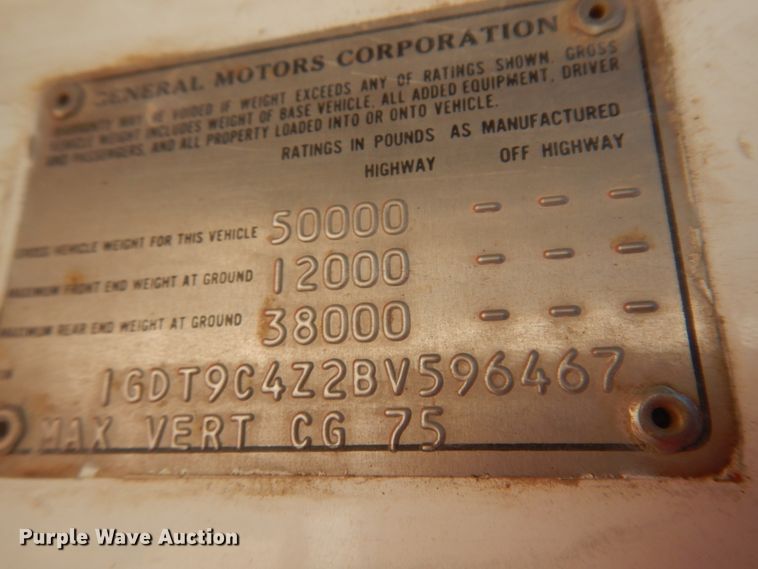 GENERAL MOTORS CORPORATION
WARRANTY MAY BE VOIDED IF WEIGHT EXCEEDS ANY OF RATINGS SHOWN. GROSS
VEHICLE WEIGHT INCLUDES WEIGHT OF BASE VEHICLE, ALL ADDED EQUIPMENT, DRIVER
AND PASSENGERS, AND ALL PROPERTY LOADED INTO OR ONTO VEHICLE.
RATINGS IN POUNDS AS MANUFACTURED
HIGHWAY OFF HIGHWAY
GROSS VEHICLE WEIGHT FOR THIS VEHICLE 50000 - - -
MAXIMUM FRONT END WEIGHT AT GROUND 12000 - - -
MAXIMUM REAR END WEIGHT AT GROUND 38000 - - -
1GDT9C4Z2BV596467
MAX VERT CG 75
Purple Wave Auction